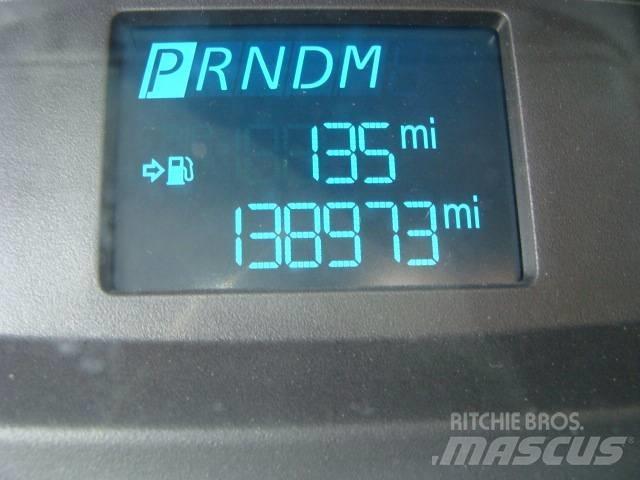 PRNDM
135 mi
138973 mi
RITCHIE BROS.
MASCUS